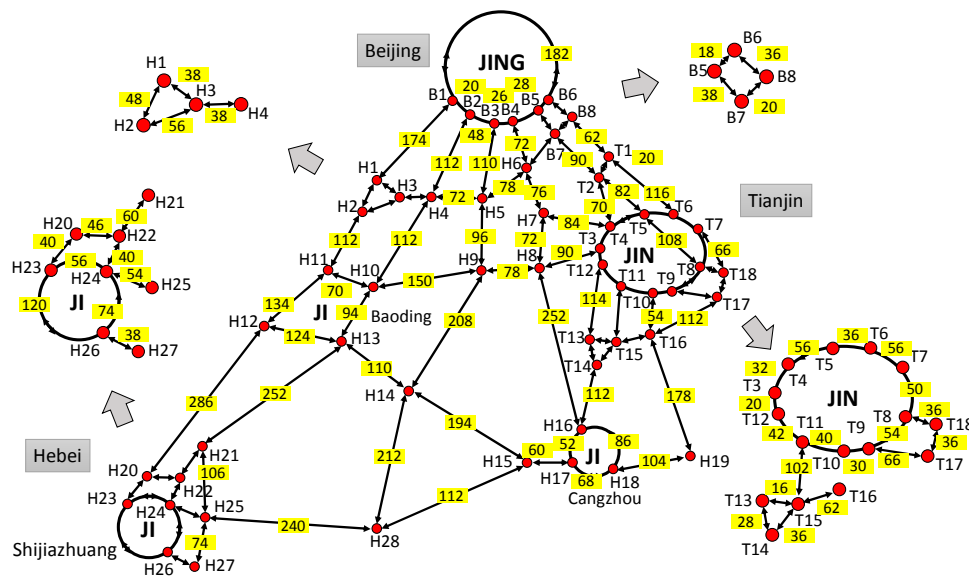 Beijing
JING
182
20
28
26
B1
B2
B3
B4
B5
B6
B8
B7
48
72
174
112
110
62
90
T1
20
T2
H1
H3
H2
H4
72
H5
78
H6
76
82
116
70
H7
84
T5
T6
T7
T4
T3
108
JIN
66
T18
T8
T9
T17
T10
T11
T12
112
112
96
72
90
H8
78
H9
150
H11
H10
70
JI
Baoding
94
H13
134
H12
124
208
252
114
54
112
T13
T15
T16
T14
112
178
110
H14
286
252
194
212
H16
52
86
JI
60
H15
H17
68
H18
104
H19
Cangzhou
112
H28
240
Hebei
H21
106
H20
H22
H23
H24
H25
JI
Shijiazhuang
74
H26
H27
H1
38
H3
48
56
38
H4
H2
H21
60
H20
46
H22
40
40
H23
56
H24
54
H25
JI
120
74
H26
38
H27
B6
18
36
B5
B8
38
20
B7
Tianjin
36
T6
56
56
T5
T7
32
T4
50
T3
JIN
20
T12
T8
36
T18
42
T11
T9
54
36
40
T10
30
66
T17
102
16
T16
T13
T15
62
28
36
T14